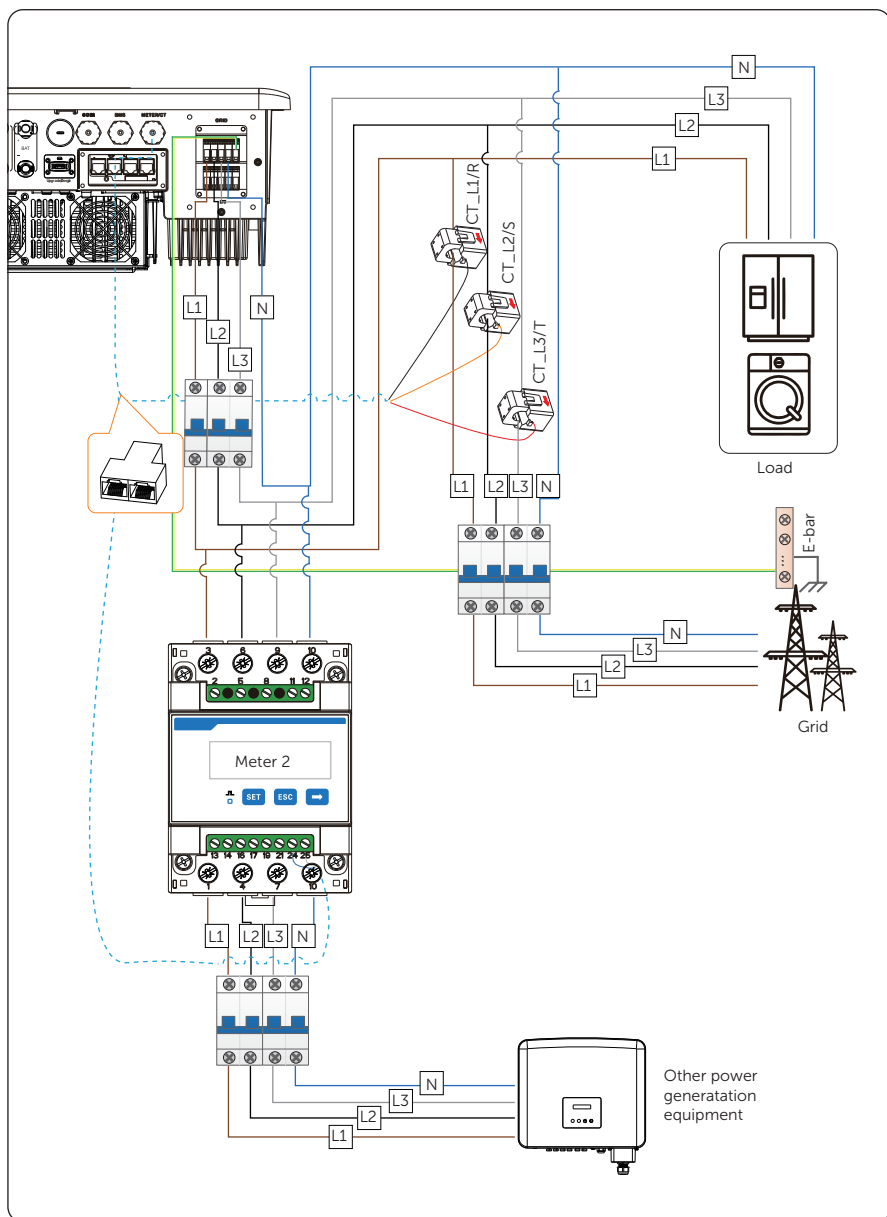 N
L3
L2
L1
COM
BMS
METER/CT
GRID
BAT
CT_L1/R
CT_L2/S
CT_L3/T
L1
N
L2
L3
Load
L1
L2
L3
N
E-bar
N
L3
L2
L1
Grid
3
6
9
10
2
5
8
11
12
Meter 2
SET
ESC
13
14
16
17
19
21
24
25
1
4
7
10
L1
L2
L3
N
N
L3
L2
L1
Other power
generatation
equipment